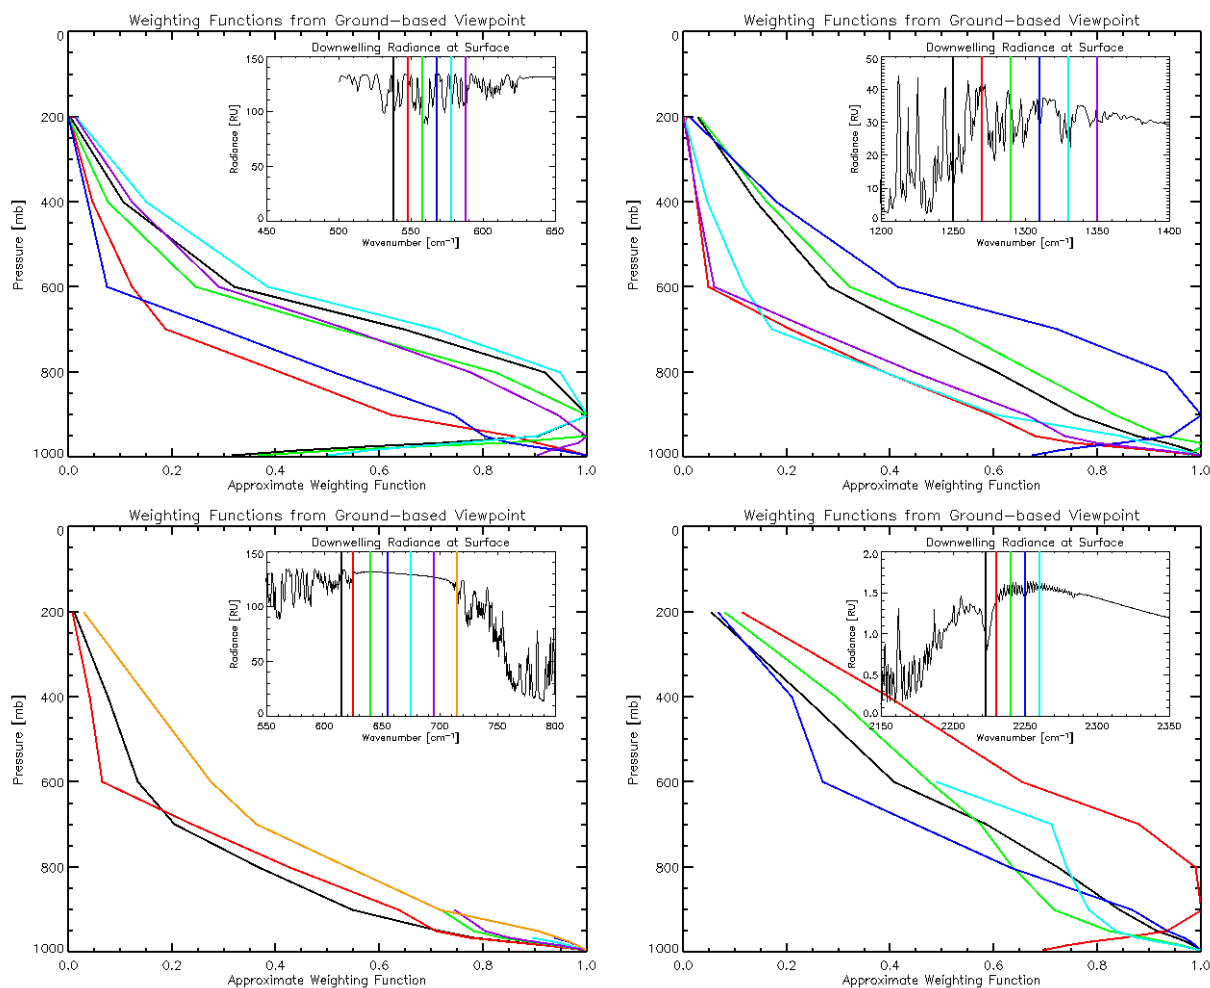 Weighting Functions from Ground-based Viewpoint
Downwelling Radiance at Surface
Radiance [RU]
150
100
50
0
450 500 550 600 650
Wavenumber [cm⁻¹]
Pressure [mb]
0
200
400
600
800
1000
0.0 0.2 0.4 0.6 0.8 1.0
Approximate Weighting Function
Weighting Functions from Ground-based Viewpoint
Downwelling Radiance at Surface
Radiance [RU]
50
40
30
20
10
0
1200 1250 1300 1350 1400
Wavenumber [cm⁻¹]
Pressure [mb]
0
200
400
600
800
1000
0.0 0.2 0.4 0.6 0.8 1.0
Approximate Weighting Function
Weighting Functions from Ground-based Viewpoint
Downwelling Radiance at Surface
Radiance [RU]
150
100
50
0
550 600 650 700 750 800
Wavenumber [cm⁻¹]
Pressure [mb]
0
200
400
600
800
1000
0.0 0.2 0.4 0.6 0.8 1.0
Approximate Weighting Function
Weighting Functions from Ground-based Viewpoint
Downwelling Radiance at Surface
Radiance [RU]
2.0
1.5
1.0
0.5
0.0
2150 2200 2250 2300 2350
Wavenumber [cm⁻¹]
Pressure [mb]
0
200
400
600
800
1000
0.0 0.2 0.4 0.6 0.8 1.0
Approximate Weighting Function